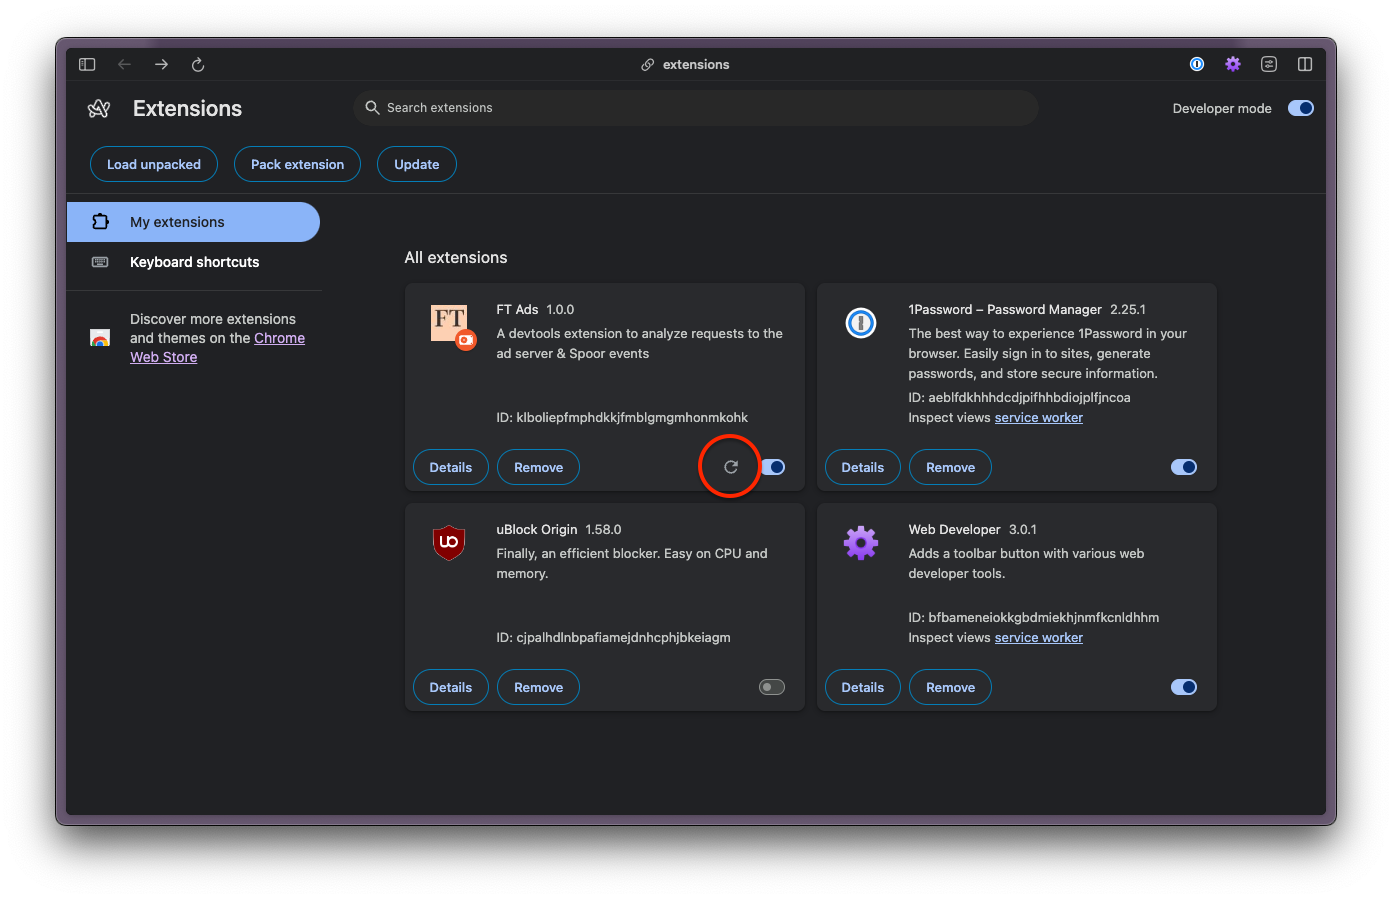 extensions
Extensions
Search extensions
Developer mode
Load unpacked
Pack extension
Update
My extensions
Keyboard shortcuts
Discover more extensions
and themes on the Chrome
Web Store
All extensions
FT
FT Ads 1.0.0
A devtools extension to analyze requests to the
ad server & Spoor events
ID: klboliepfmphdkkjfmblgmgmhonmkohk
Details
Remove
1Password – Password Manager 2.25.1
The best way to experience 1Password in your
browser. Easily sign in to sites, generate
passwords, and store secure information.
ID: aeblfdkhhhdcdjpifhhbdiojplfjncoa
Inspect views service worker
Details
Remove
uBlock Origin 1.58.0
Finally, an efficient blocker. Easy on CPU and
memory.
ID: cjpalhdlnbpafiamejdnhcphjbkeiagm
Details
Remove
Web Developer 3.0.1
Adds a toolbar button with various web
developer tools.
ID: bfbameneiokkgbdmiekhjnmfkcnldhhm
Inspect views service worker
Details
Remove